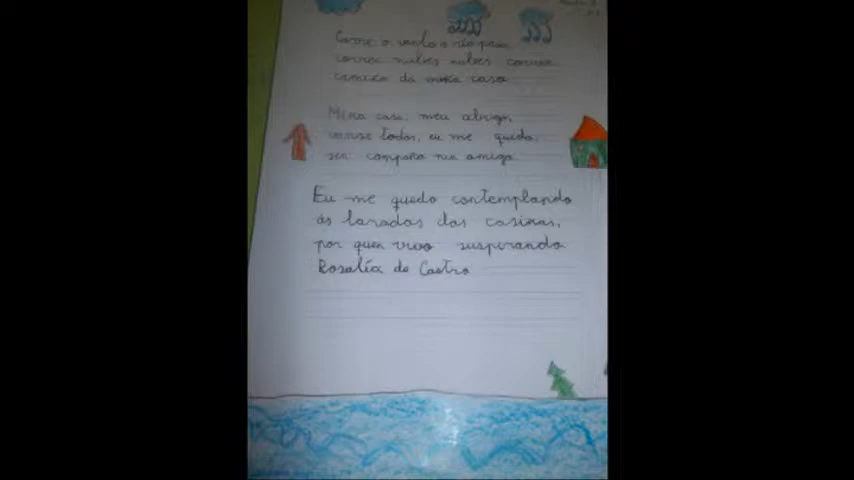 Corre o vento o río pasa
corren nubes nubes corren
camiño da miña casa
Miña casa, meu abrigo,
vanse todos, eu me quedo,
sen compaña nin amigo
Eu me quedo contemplando
ás laradas das casiñas,
por quen vivo suspirando
Rosalía de Castro